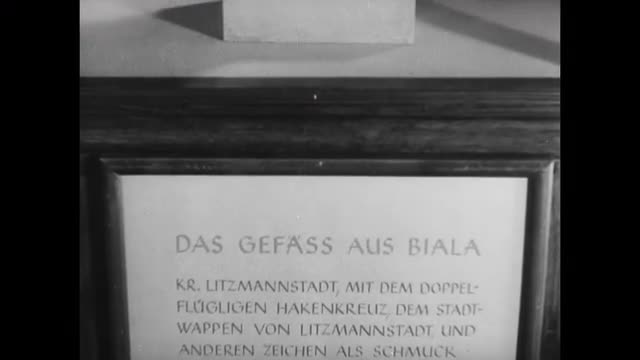 DAS GEFÄSS AUS BIALA
KR. LITZMANNSTADT, MIT DEM DOPPEL-
FLÜGLIGEN HAKENKREUZ, DEM STADT-
WAPPEN VON LITZMANNSTADT, UND
ANDEREN ZEICHEN ALS SCHMUCK.